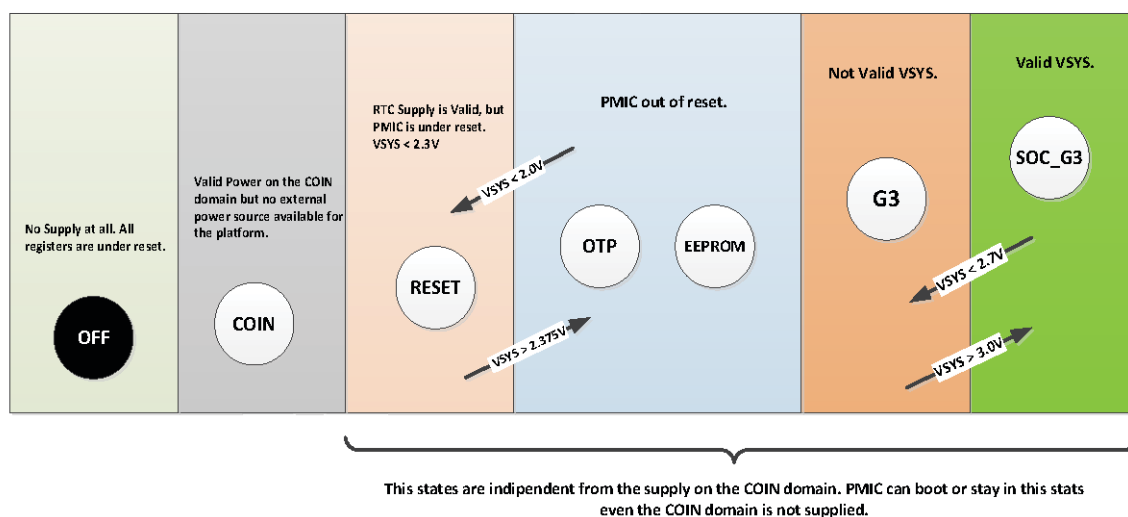 No Supply at all. All
registers are under reset.
OFF
Valid Power on the COIN
domain but no external
power source available for
the platform.
COIN
RTC Supply is Valid, but
PMIC is under reset.
VSYS < 2.3V
RESET
VSYS < 2.0V
VSYS > 2.375V
PMIC out of reset.
OTP
EEPROM
Not Valid VSYS.
G3
Valid VSYS.
SOC_G3
VSYS < 2.7V
VSYS > 3.0V
This states are indipendent from the supply on the COIN domain. PMIC can boot or stay in this stats
even the COIN domain is not supplied.